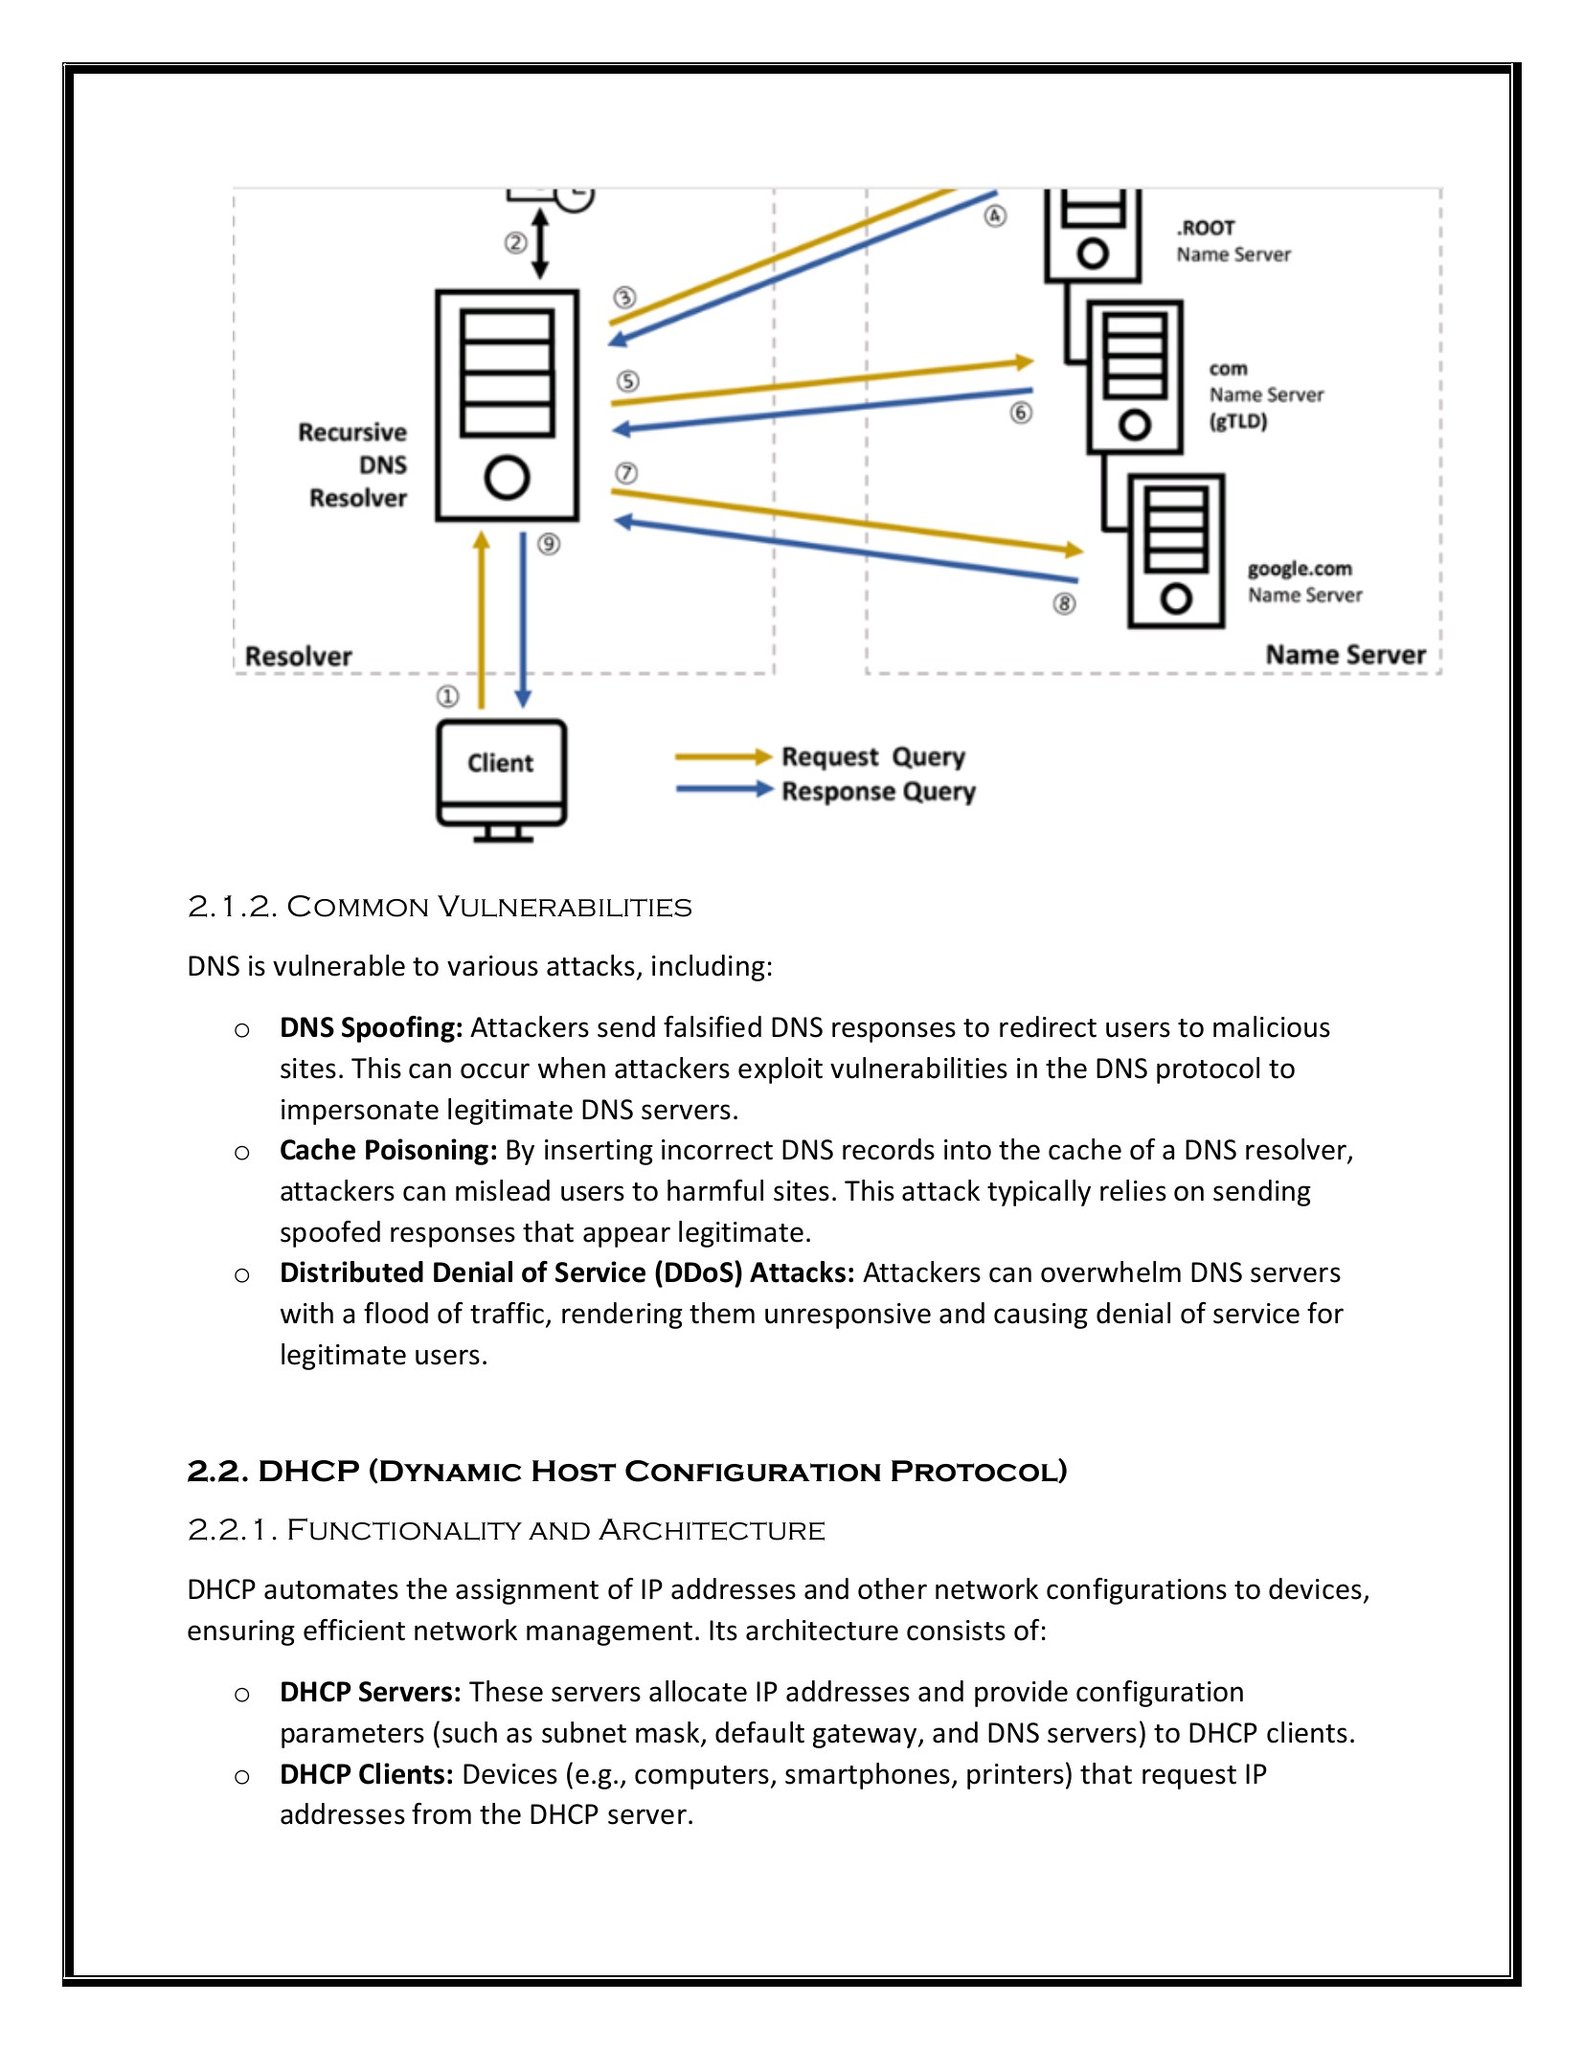 ②
④
.ROOT
Name Server
③
com
Name Server
(gTLD)
⑤
⑥
Recursive
DNS
Resolver
⑦
⑨
google.com
Name Server
⑧
Resolver
Name Server
①
Client
Request Query
Response Query
2.1.2. COMMON VULNERABILITIES
DNS is vulnerable to various attacks, including:
o DNS Spoofing: Attackers send falsified DNS responses to redirect users to malicious
sites. This can occur when attackers exploit vulnerabilities in the DNS protocol to
impersonate legitimate DNS servers.
o Cache Poisoning: By inserting incorrect DNS records into the cache of a DNS resolver,
attackers can mislead users to harmful sites. This attack typically relies on sending
spoofed responses that appear legitimate.
o Distributed Denial of Service (DDoS) Attacks: Attackers can overwhelm DNS servers
with a flood of traffic, rendering them unresponsive and causing denial of service for
legitimate users.
2.2. DHCP (DYNAMIC HOST CONFIGURATION PROTOCOL)
2.2.1. FUNCTIONALITY AND ARCHITECTURE
DHCP automates the assignment of IP addresses and other network configurations to devices,
ensuring efficient network management. Its architecture consists of:
o DHCP Servers: These servers allocate IP addresses and provide configuration
parameters (such as subnet mask, default gateway, and DNS servers) to DHCP clients.
o DHCP Clients: Devices (e.g., computers, smartphones, printers) that request IP
addresses from the DHCP server.